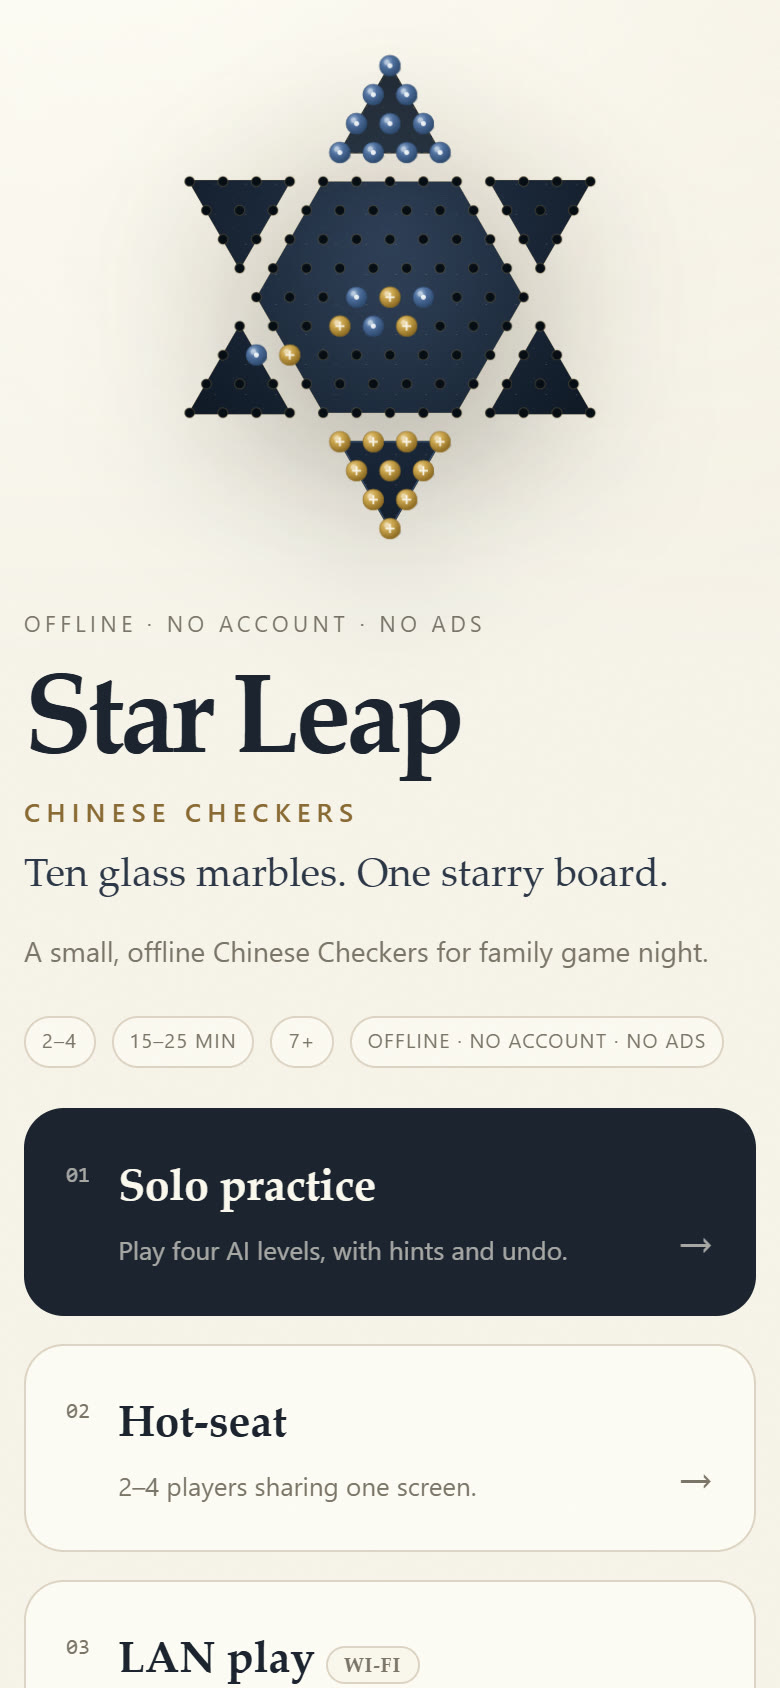 OFFLINE · NO ACCOUNT · NO ADS
Star Leap
CHINESE CHECKERS
Ten glass marbles. One starry board.
A small, offline Chinese Checkers for family game night.
2–4
15–25 MIN
7+
OFFLINE · NO ACCOUNT · NO ADS
01
Solo practice
Play four AI levels, with hints and undo.
→
02
Hot-seat
2–4 players sharing one screen.
→
03
LAN play
WI-FI